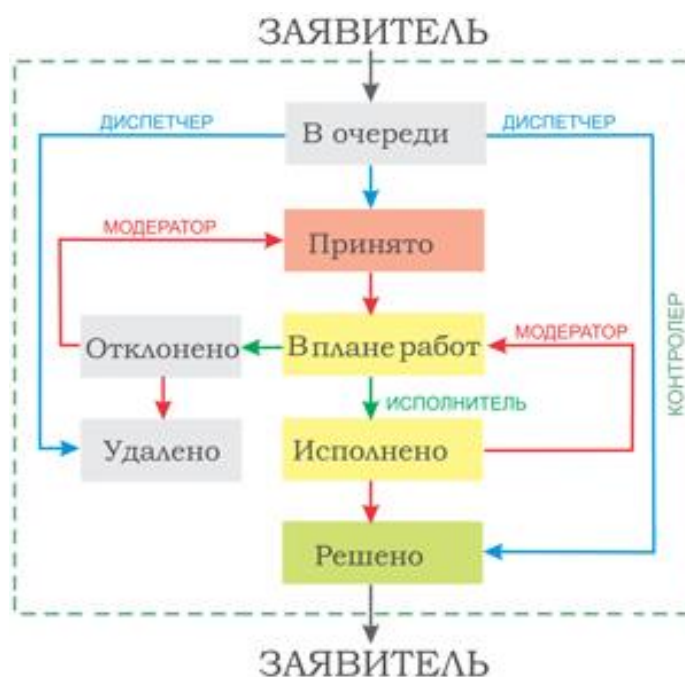 ЗАЯВИТЕЛЬ
ДИСПЕТЧЕР
В очереди
ДИСПЕТЧЕР
МОДЕРАТОР
Принято
Отклонено
В плане работ
МОДЕРАТОР
КОНТРОЛЕР
ИСПОЛНИТЕЛЬ
Удалено
Исполнено
Решено
ЗАЯВИТЕЛЬ